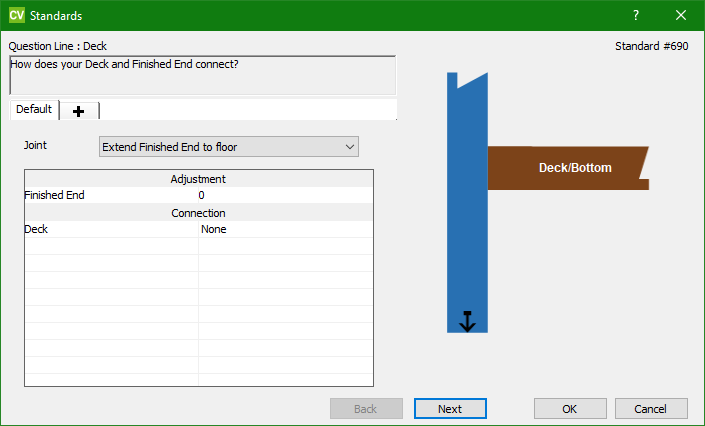 CV Standards
Question Line : Deck
Standard #690
How does your Deck and Finished End connect?
Default
Joint
Extend Finished End to floor
Adjustment
Finished End 0
Connection
Deck None
Deck/Bottom
Back Next OK Cancel